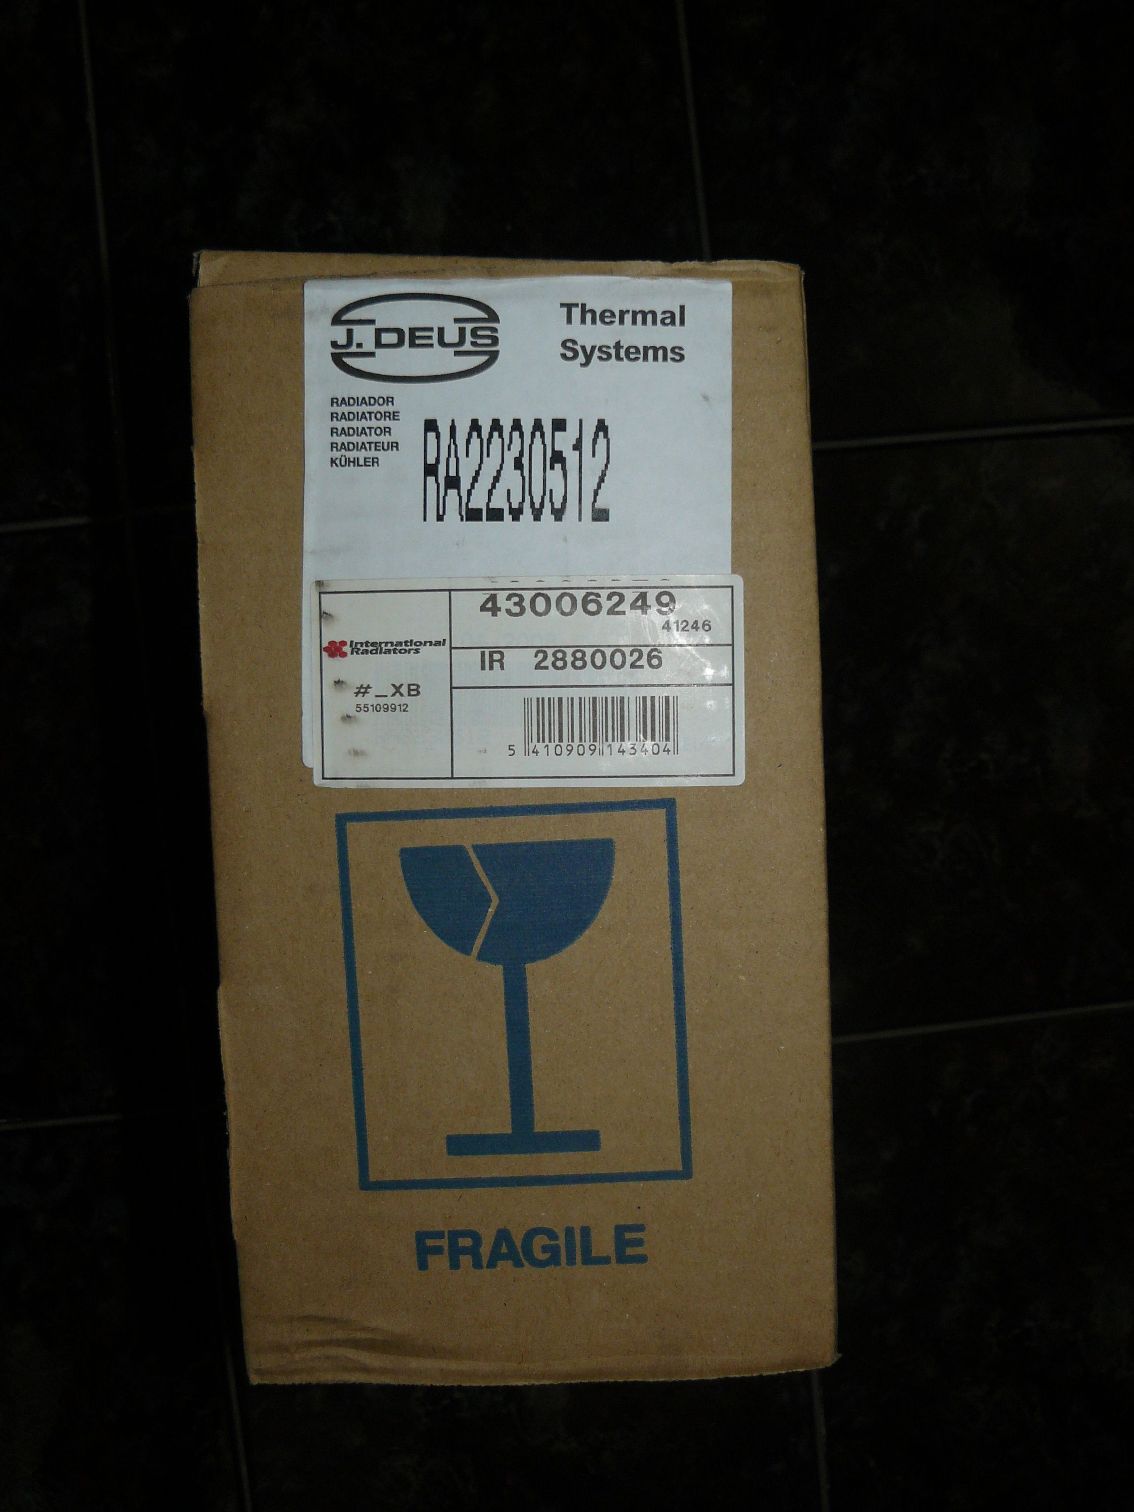 J. DEUS
Thermal
Systems
RADIADOR
RADIATORE
RADIATOR
RADIATEUR
KÜHLER
RA2230512
43006249
41246
International
Radiators
IR 2880026
#_XB
55109912
5 410909 143404
FRAGILE